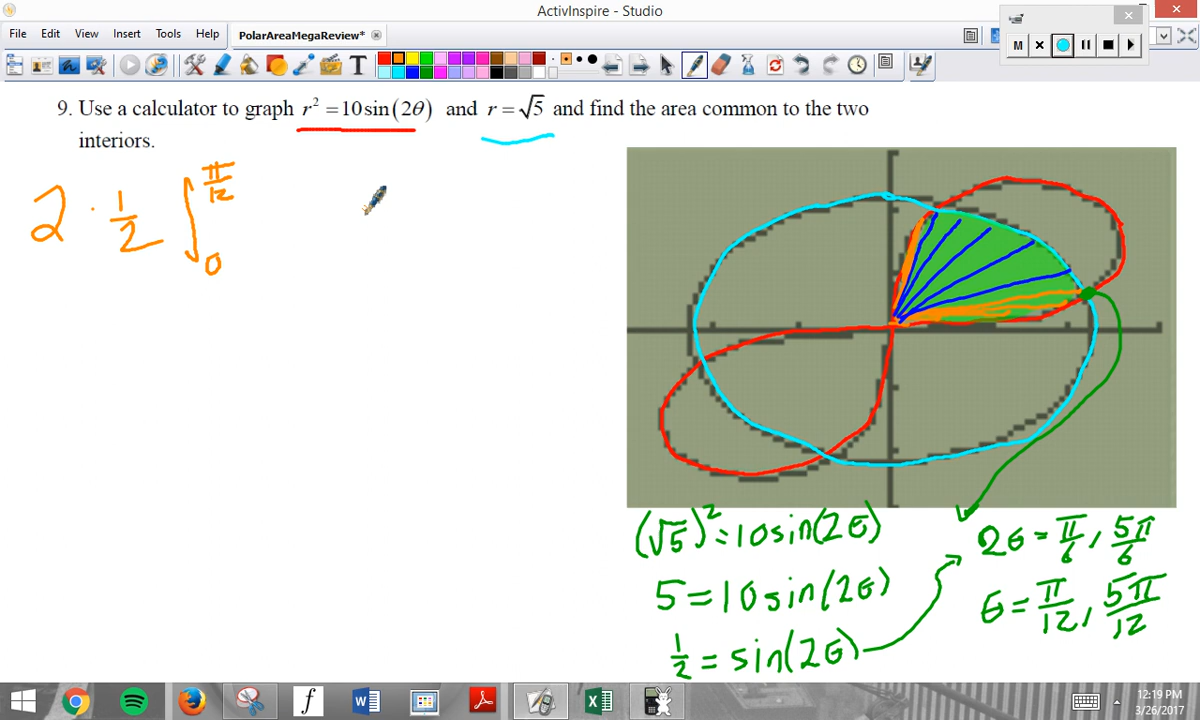 ActivInspire - Studio
File Edit View Insert Tools Help PolarAreaMegaReview*
M
T
9. Use a calculator to graph r² = 10sin(2θ) and r = √5 and find the area common to the two
interiors.
2 · 1/2 ∫₀^(π/12)
(√5)² = 10sin(2θ)
5 = 10sin(2θ)
1/2 = sin(2θ)
2θ = π/6, 5π/6
θ = π/12, 5π/12
12:19 PM
3/26/2017